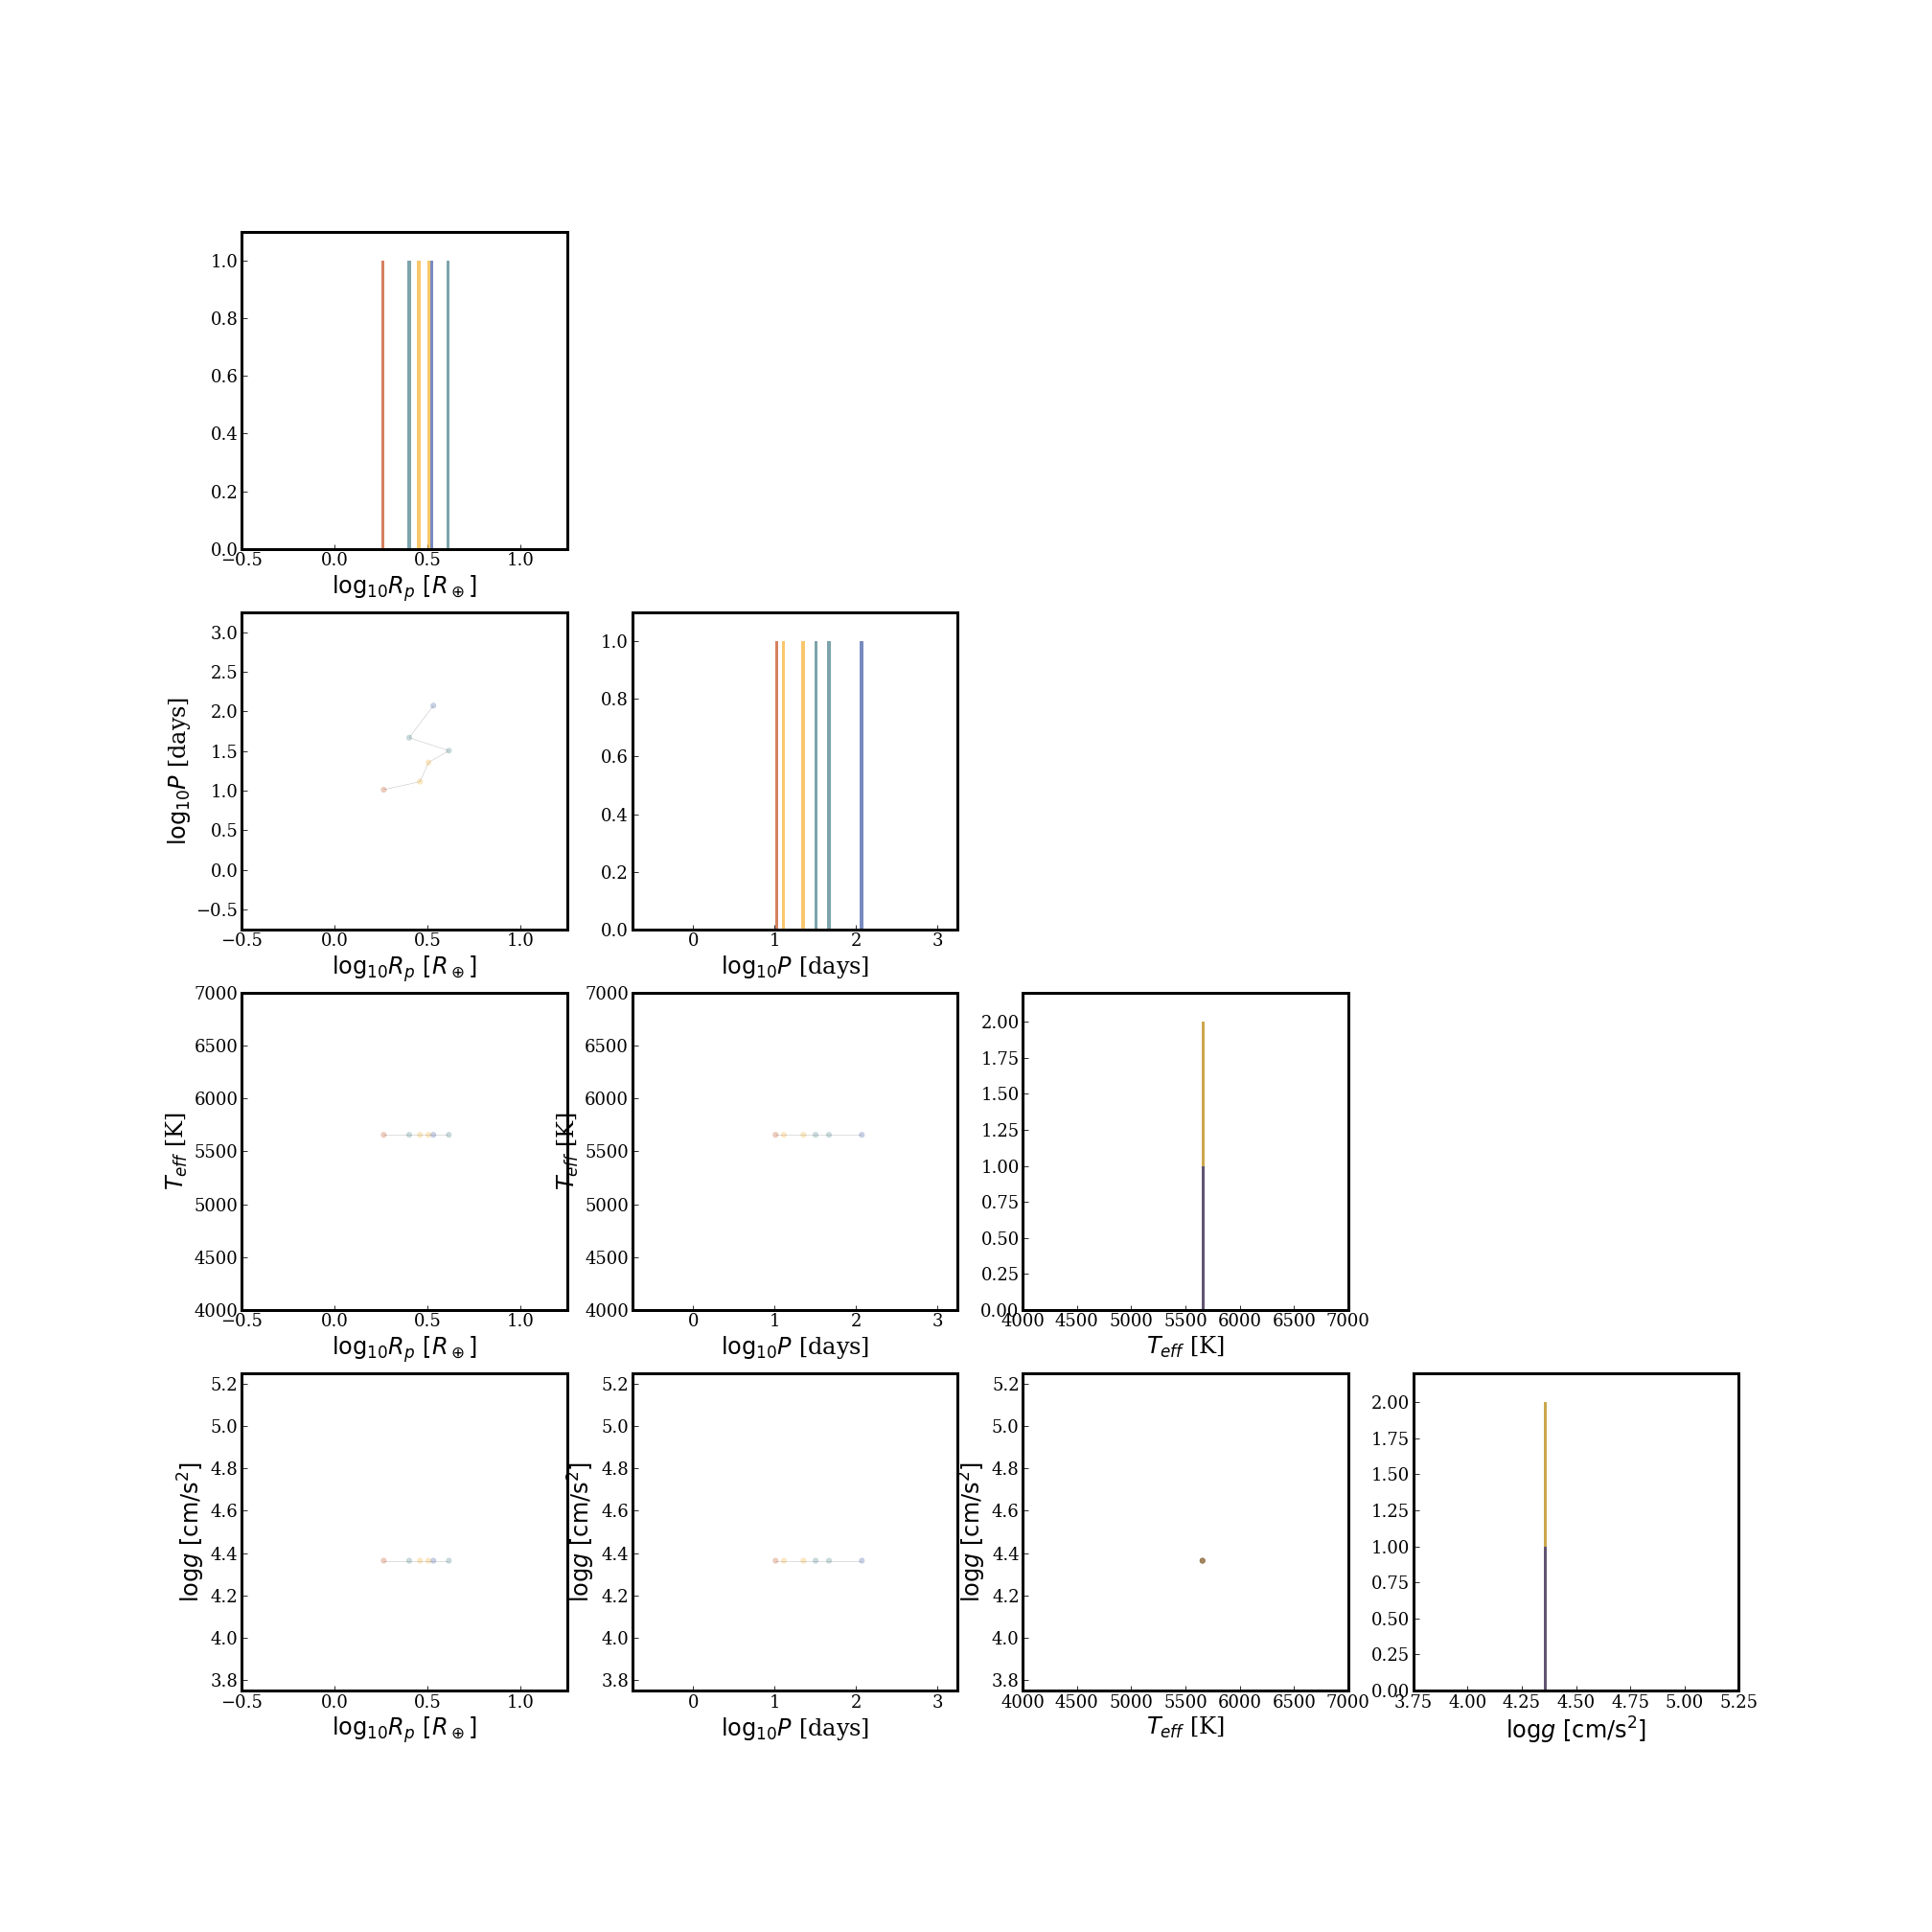 1.0
0.8
0.6
0.4
0.2
0.0
−0.5 0.0 0.5 1.0
log₁₀Rₚ [R⊕]
3.0
2.5
2.0
1.5
1.0
0.5
0.0
−0.5
log₁₀P [days]
−0.5 0.0 0.5 1.0
log₁₀Rₚ [R⊕]
1.0
0.8
0.6
0.4
0.2
0.0
0 1 2 3
log₁₀P [days]
7000
6500
6000
5500
5000
4500
4000
T_eff [K]
−0.5 0.0 0.5 1.0
log₁₀Rₚ [R⊕]
7000
6500
6000
5500
5000
4500
4000
T_eff [K]
0 1 2 3
log₁₀P [days]
2.00
1.75
1.50
1.25
1.00
0.75
0.50
0.25
0.00
4000 4500 5000 5500 6000 6500 7000
T_eff [K]
5.2
5.0
4.8
4.6
4.4
4.2
4.0
3.8
logg [cm/s²]
−0.5 0.0 0.5 1.0
log₁₀Rₚ [R⊕]
5.2
5.0
4.8
4.6
4.4
4.2
4.0
3.8
logg [cm/s²]
0 1 2 3
log₁₀P [days]
5.2
5.0
4.8
4.6
4.4
4.2
4.0
3.8
logg [cm/s²]
4000 4500 5000 5500 6000 6500 7000
T_eff [K]
2.00
1.75
1.50
1.25
1.00
0.75
0.50
0.25
0.00
3.75 4.00 4.25 4.50 4.75 5.00 5.25
logg [cm/s²]